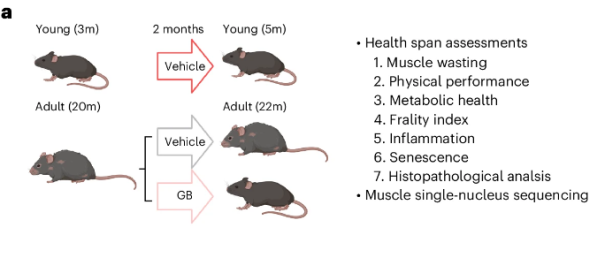 a
Young (3m)
2 months
Young (5m)
Vehicle
Adult (20m)
Adult (22m)
Vehicle
GB
• Health span assessments
1. Muscle wasting
2. Physical performance
3. Metabolic health
4. Frality index
5. Inflammation
6. Senescence
7. Histopathological analsis
• Muscle single-nucleus sequencing